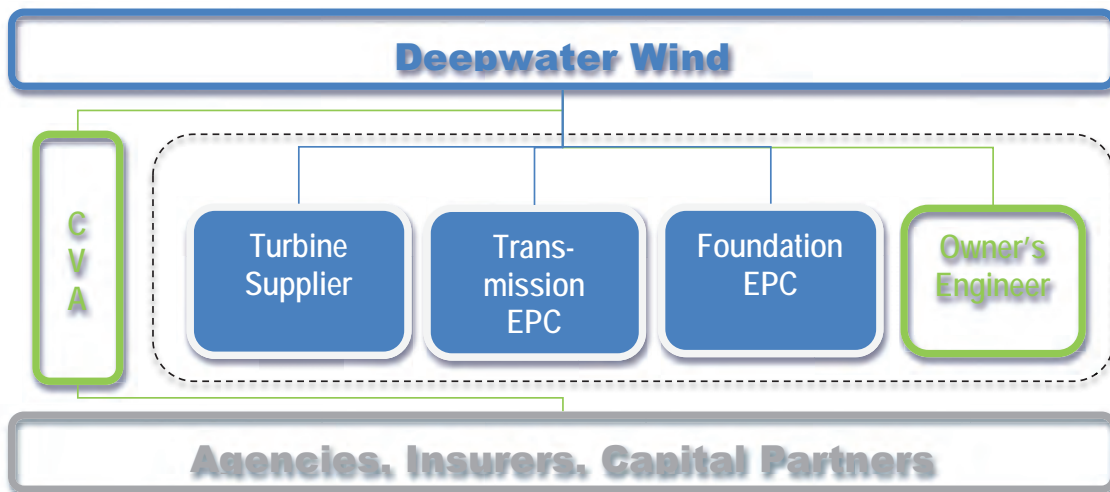 Deepwater Wind
C
V
A
Turbine
Supplier
Trans-
mission
EPC
Foundation
EPC
Owner's
Engineer
Agencies, Insurers, Capital Partners